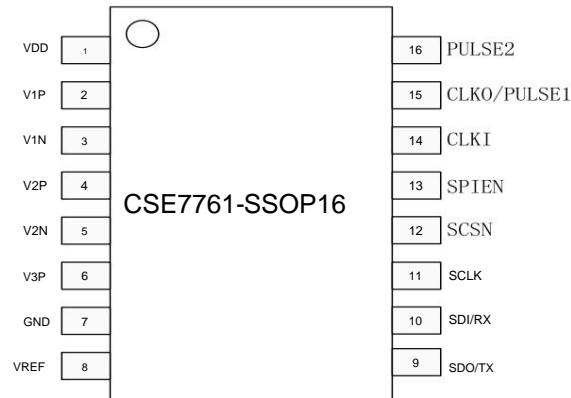 VDD 1 16 PULSE2
V1P 2 15 CLKO/PULSE1
V1N 3 14 CLKI
V2P 4 13 SPIEN
CSE7761-SSOP16
V2N 5 12 SCSN
V3P 6 11 SCLK
GND 7 10 SDI/RX
VREF 8 9 SDO/TX